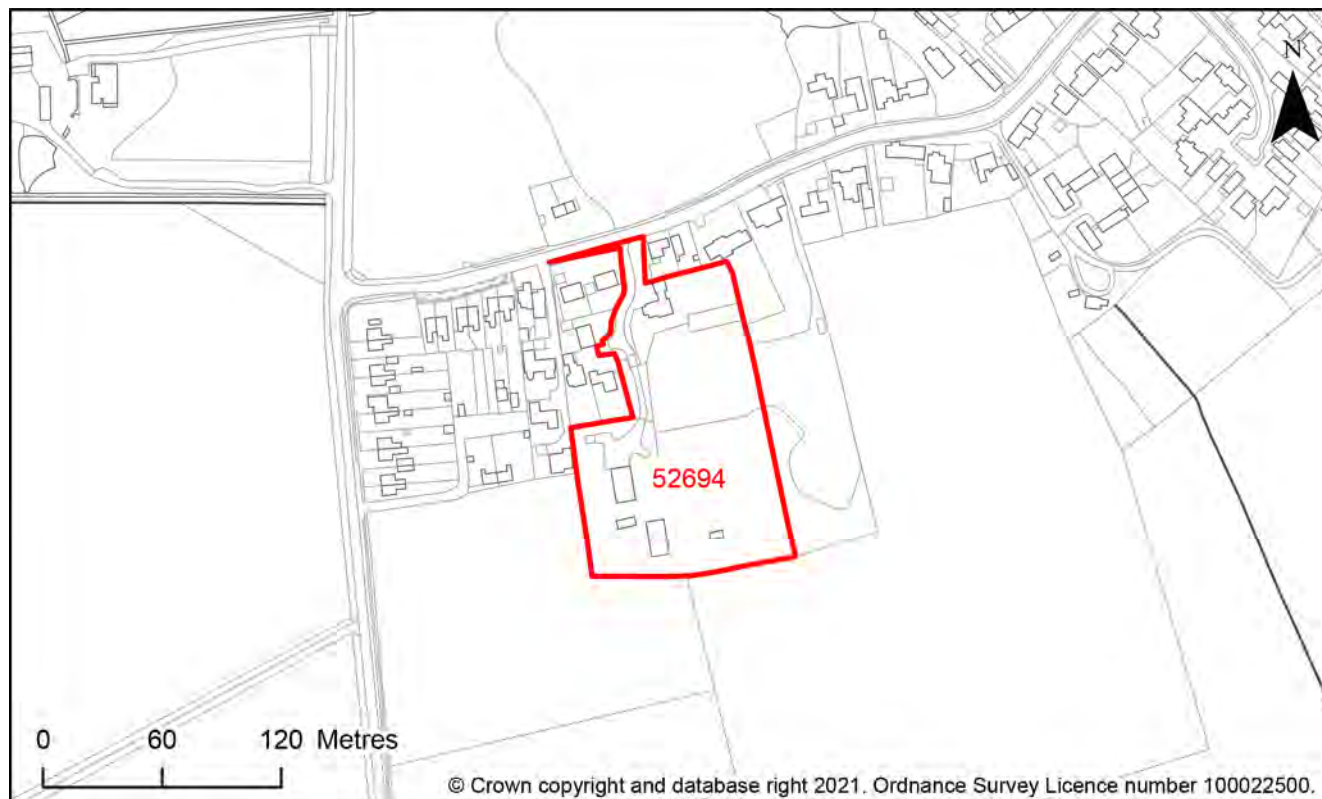 N
52694
0 60 120 Metres
© Crown copyright and database right 2021. Ordnance Survey Licence number 100022500.